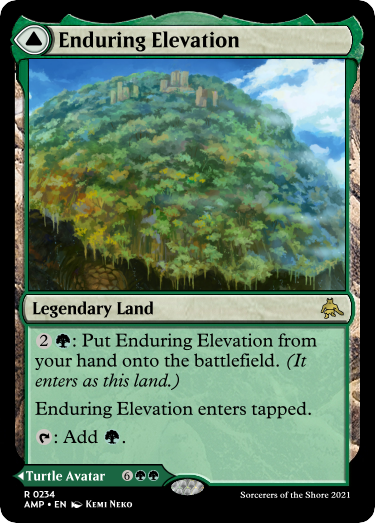 Enduring Elevation
Legendary Land
2 : Put Enduring Elevation from
your hand onto the battlefield. (It
enters as this land.)
Enduring Elevation enters tapped.
: Add .
Turtle Avatar 6
R 0234
AMP • EN Kemi Neko
Sorcerers of the Shore 2021